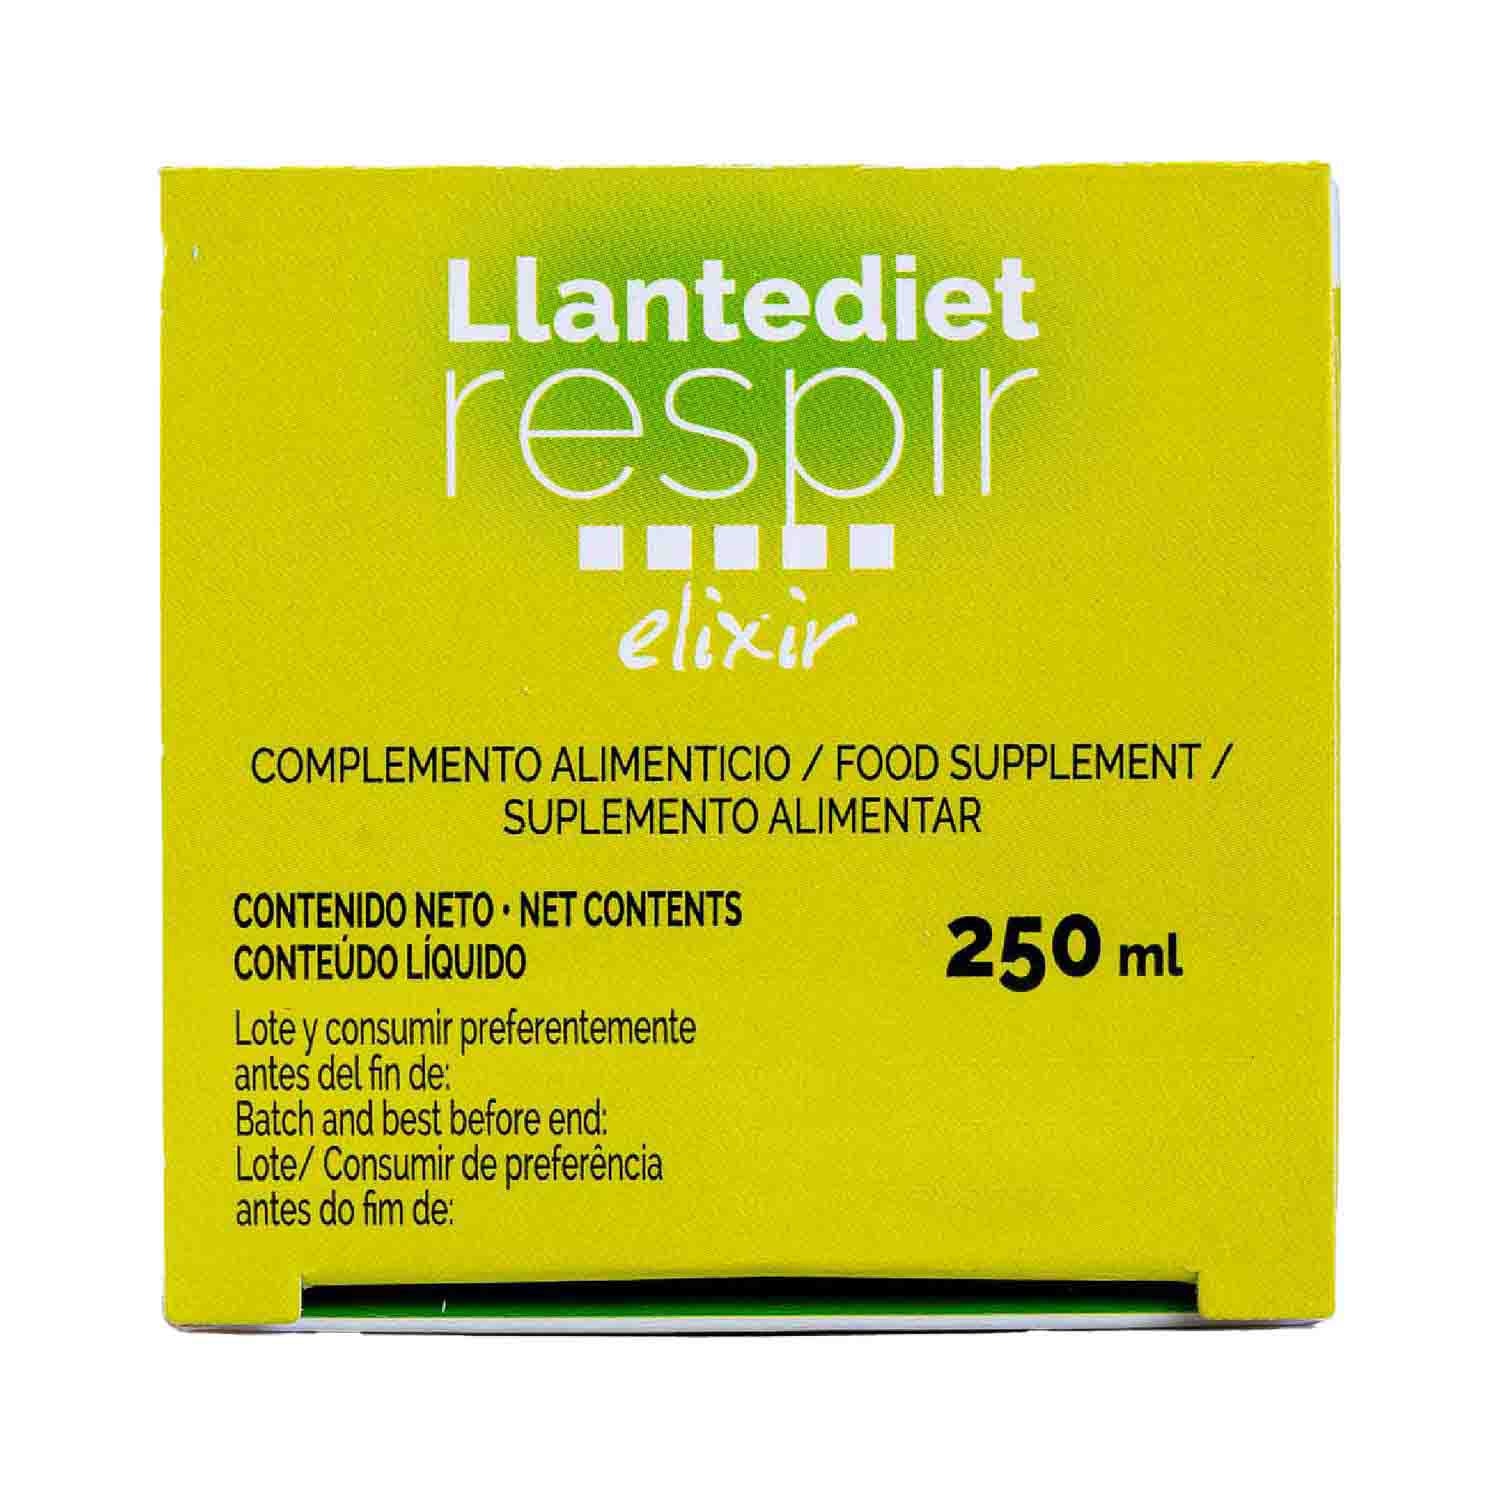 Llantediet
respir
elixir
COMPLEMENTO ALIMENTICIO / FOOD SUPPLEMENT /
SUPLEMENTO ALIMENTAR
CONTENIDO NETO · NET CONTENTS
CONTEÚDO LÍQUIDO
250 ml
Lote y consumir preferentemente
antes del fin de:
Batch and best before end:
Lote/ Consumir de preferência
antes do fim de: